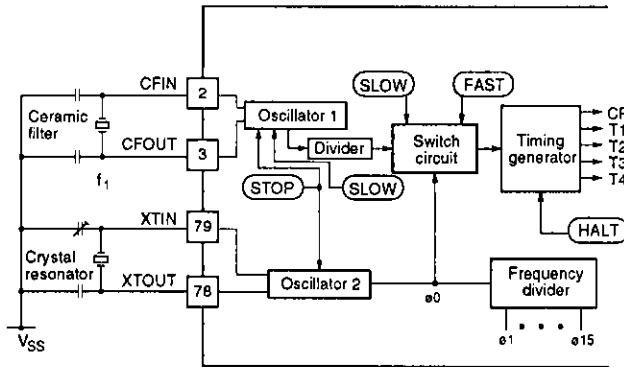 CFIN
2
SLOW
FAST
Ceramic
filter
Oscillator 1
Divider
Switch
circuit
Timing
generator
CP
T1
T2
T3
T4
CFOUT
3
f1
STOP
SLOW
HALT
XTIN
79
Crystal
resonator
XTOUT
78
Oscillator 2
ø0
Frequency
divider
ø1
ø15
VSS